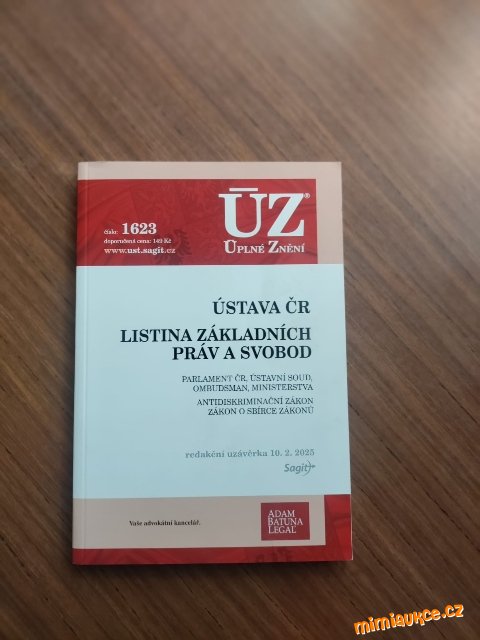 číslo: 1623
doporučená cena: 149 Kč
www.ust.sagit.cz
ÚZ®
ÚPLNÉ ZNĚNÍ
ÚSTAVA ČR
LISTINA ZÁKLADNÍCH
PRÁV A SVOBOD
PARLAMENT ČR, ÚSTAVNÍ SOUD,
OMBUDSMAN, MINISTERSTVA
ANTIDISKRIMINAČNÍ ZÁKON
ZÁKON O SBÍRCE ZÁKONŮ
redakční uzávěrka 10. 2. 2025
Sagit
Vaše advokátní kancelář.
ADAM
BATUNA
LEGAL
mimiaukce.cz